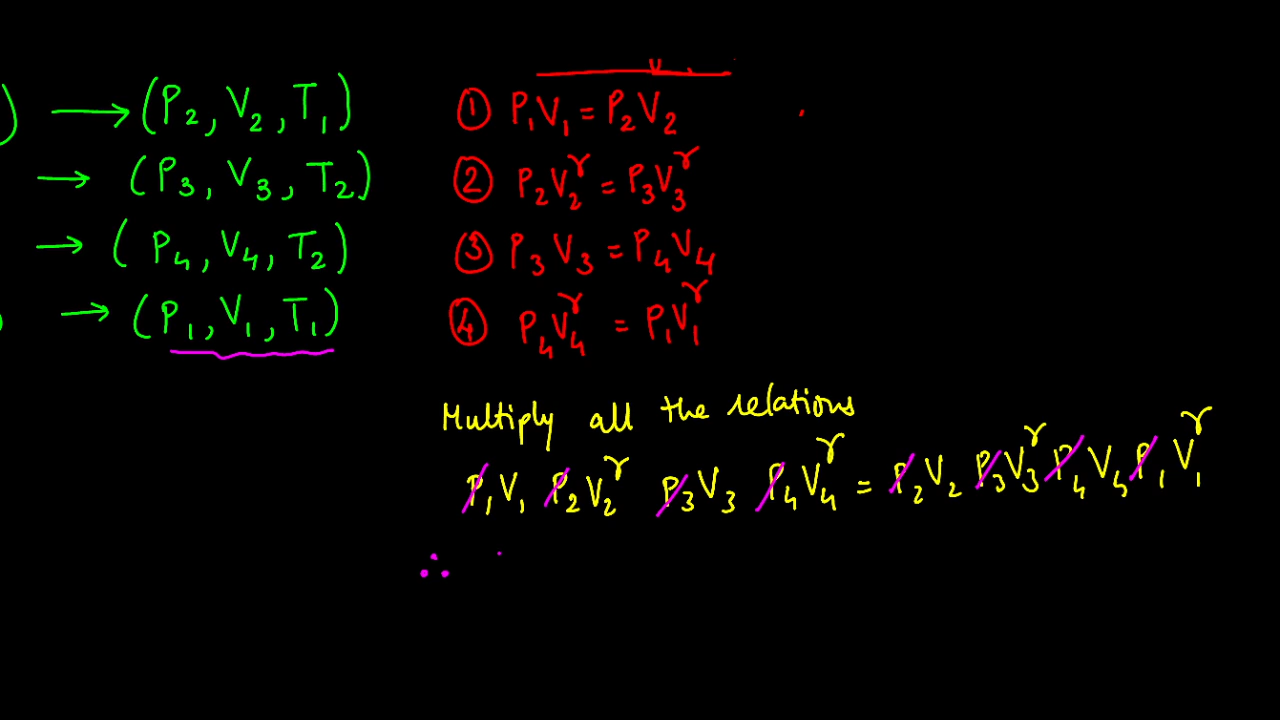 ) → (P₂, V₂, T₁) ① P₁V₁ = P₂V₂
→ (P₃, V₃, T₂) ② P₂V₂^γ = P₃V₃^γ
→ (P₄, V₄, T₂) ③ P₃V₃ = P₄V₄
) → (P₁, V₁, T₁) ④ P₄V₄^γ = P₁V₁^γ
Multiply all the relations
P₁V₁ P₂V₂^γ P₃V₃ P₄V₄^γ = P₂V₂ P₃V₃^γ P₄V₄ P₁V₁^γ
∴